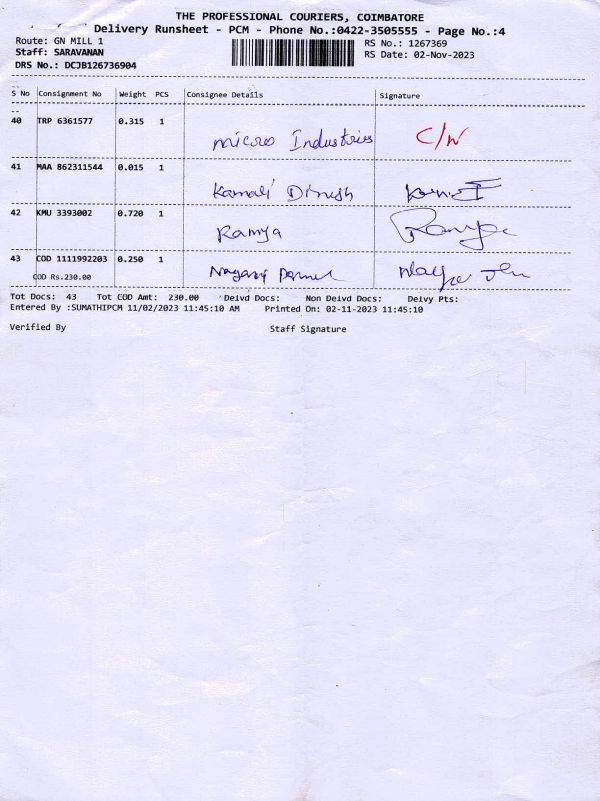 THE PROFESSIONAL COURIERS, COIMBATORE
Delivery Runsheet - PCM - Phone No.:0422-3505555 - Page No.:4
Route: GN MILL 1
RS No.: 1267369
Staff: SARAVANAN
RS Date: 02-Nov-2023
DRS No.: DCJB126736904
S No Consignment No Weight PCS Consignee Details Signature
40 TRP 6361577 0.315 1 micro Industries C/N
41 MAA 862311544 0.015 1 Kamali Dinesh
42 KMU 3393002 0.720 1 Ramya Ramya
43 COD 1111992203 0.250 1
COD Rs.230.00
Tot Docs: 43 Tot COD Amt: 230.00 Deivd Docs: Non Deivd Docs: Deivy Pts:
Entered By :SUMATHIPCM 11/02/2023 11:45:10 AM Printed On: 02-11-2023 11:45:10
Verified By Staff Signature